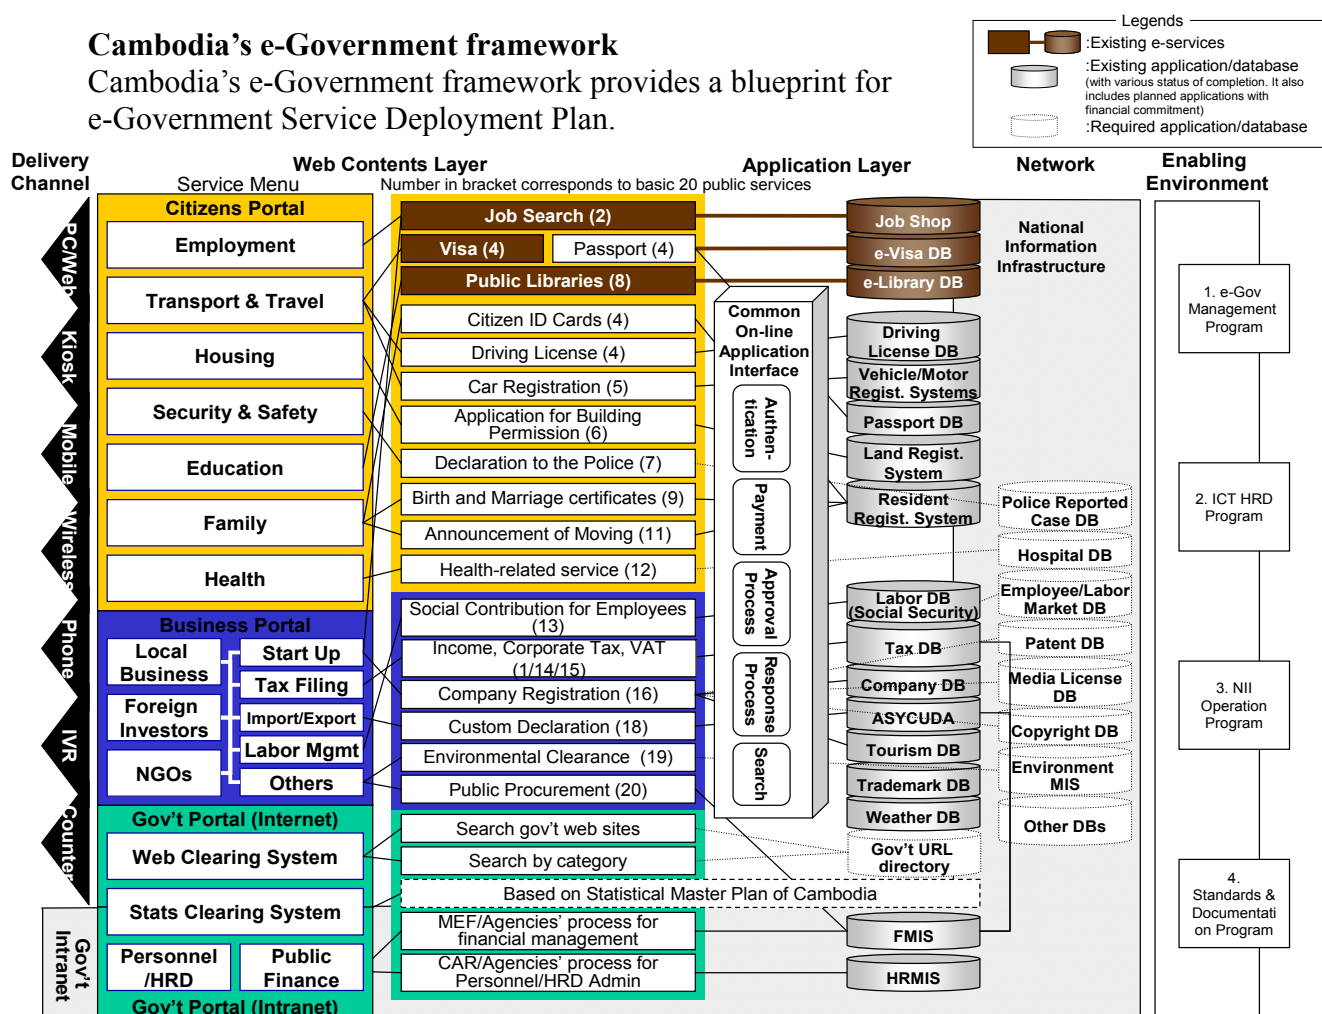 Cambodia's e-Government framework
Cambodia's e-Government framework provides a blueprint for
e-Government Service Deployment Plan.
Legends
:Existing e-services
:Existing application/database
(with various status of completion. It also
includes planned applications with
financial commitment)
:Required application/database
Delivery
Channel
Web Contents Layer
Application Layer
Network
Enabling
Environment
Service Menu
Number in bracket corresponds to basic 20 public services
PC/Web
Kiosk
Mobile
Wireless
Phone
IVR
Counter
Gov't
Intranet
Citizens Portal
Employment
Transport & Travel
Housing
Security & Safety
Education
Family
Health
Business Portal
Local
Business
Foreign
Investors
NGOs
Start Up
Tax Filing
Import/Export
Labor Mgmt
Others
Gov't Portal (Internet)
Web Clearing System
Stats Clearing System
Personnel
/HRD
Public
Finance
Gov't Portal (Intranet)
Job Search (2)
Visa (4)
Passport (4)
Public Libraries (8)
Citizen ID Cards (4)
Driving License (4)
Car Registration (5)
Application for Building
Permission (6)
Declaration to the Police (7)
Birth and Marriage certificates (9)
Announcement of Moving (11)
Health-related service (12)
Social Contribution for Employees
(13)
Income, Corporate Tax, VAT
(1/14/15)
Company Registration (16)
Custom Declaration (18)
Environmental Clearance (19)
Public Procurement (20)
Search gov't web sites
Search by category
Based on Statistical Master Plan of Cambodia
MEF/Agencies' process for
financial management
CAR/Agencies' process for
Personnel/HRD Admin
Common
On-line
Application
Interface
Authen-
tication
Payment
Approval
Process
Response
Process
Search
Job Shop
e-Visa DB
e-Library DB
Driving
License DB
Vehicle/Motor
Regist. Systems
Passport DB
Land Regist.
System
Resident
Regist. System
Labor DB
(Social Security)
Tax DB
Company DB
ASYCUDA
Tourism DB
Trademark DB
Weather DB
Gov't URL
directory
FMIS
HRMIS
National
Information
Infrastructure
Police Reported
Case DB
Hospital DB
Employee/Labor
Market DB
Patent DB
Media License
DB
Copyright DB
Environment
MIS
Other DBs
1. e-Gov
Management
Program
2. ICT HRD
Program
3. NII
Operation
Program
4.
Standards &
Documentati
on Program